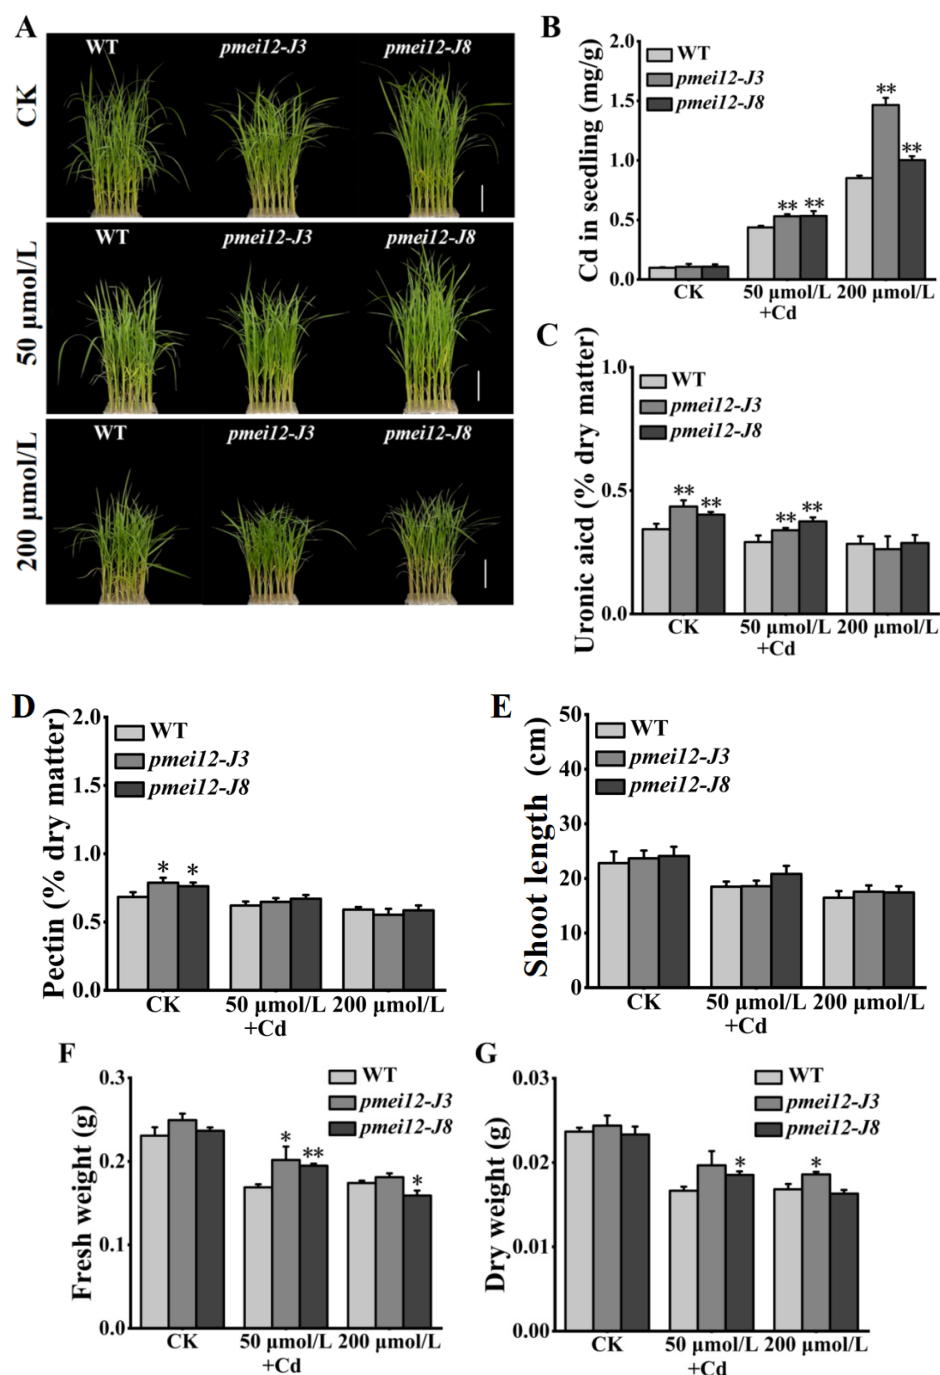 A
WT
pmei12-J3
pmei12-J8
CK
WT
pmei12-J3
pmei12-J8
50 μmol/L
WT
pmei12-J3
pmei12-J8
200 μmol/L
B
Cd in seedling (mg/g)
2.0
1.5
1.0
0.5
0.0
WT
pmei12-J3
pmei12-J8
** ** ** **
CK
50 μmol/L
+Cd
200 μmol/L
C
Uronic aicd (% dry matter)
1.0
0.5
0.0
WT
pmei12-J3
pmei12-J8
** ** ** **
CK
50 μmol/L
+Cd
200 μmol/L
D
Pectin (% dry matter)
2.0
1.5
1.0
0.5
0.0
WT
pmei12-J3
pmei12-J8
* *
CK
50 μmol/L
+Cd
200 μmol/L
E
Shoot length (cm)
50
40
30
20
10
0
WT
pmei12-J3
pmei12-J8
CK
50 μmol/L
+Cd
200 μmol/L
F
Fresh weight (g)
0.3
0.2
0.1
0.0
WT
pmei12-J3
pmei12-J8
* ** *
CK
50 μmol/L
+Cd
200 μmol/L
G
Dry weight (g)
0.03
0.02
0.01
0.00
WT
pmei12-J3
pmei12-J8
* *
CK
50 μmol/L
+Cd
200 μmol/L